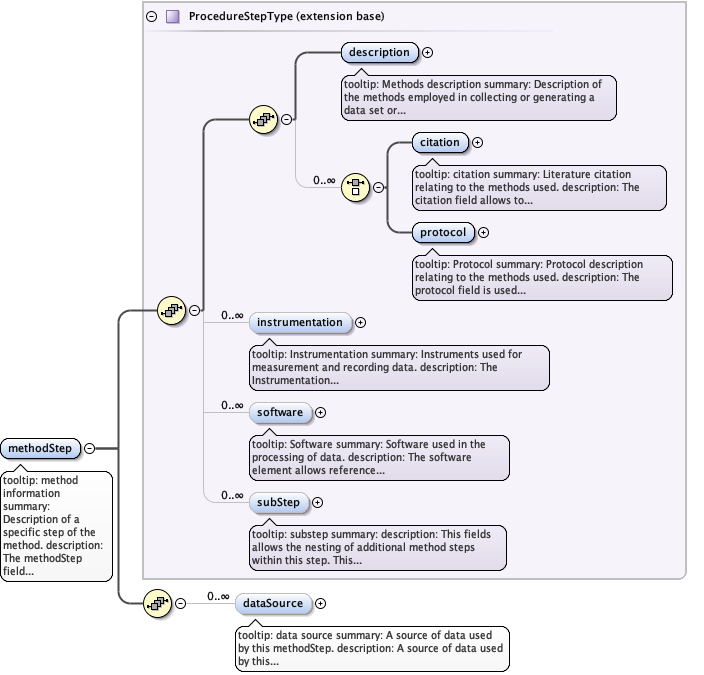 ProcedureStepType (extension base)
description
tooltip: Methods description summary: Description of
the methods employed in collecting or generating a
data set or...
0..∞
citation
tooltip: citation summary: Literature citation
relating to the methods used. description: The
citation field allows to...
protocol
tooltip: Protocol summary: Protocol description
relating to the methods used. description: The
protocol field is used...
0..∞
instrumentation
tooltip: Instrumentation summary: Instruments used for
measurement and recording data. description: The
Instrumentation...
0..∞
software
tooltip: Software summary: Software used in the
processing of data. description: The software
element allows reference...
methodStep
tooltip: method
information
summary:
Description of a
specific step of the
method. description:
The methodStep
field...
0..∞
subStep
tooltip: substep summary: description: This fields
allows the nesting of additional method steps
within this step. This...
0..∞
dataSource
tooltip: data source summary: A source of data used
by this methodStep. description: A source of data used
by this...